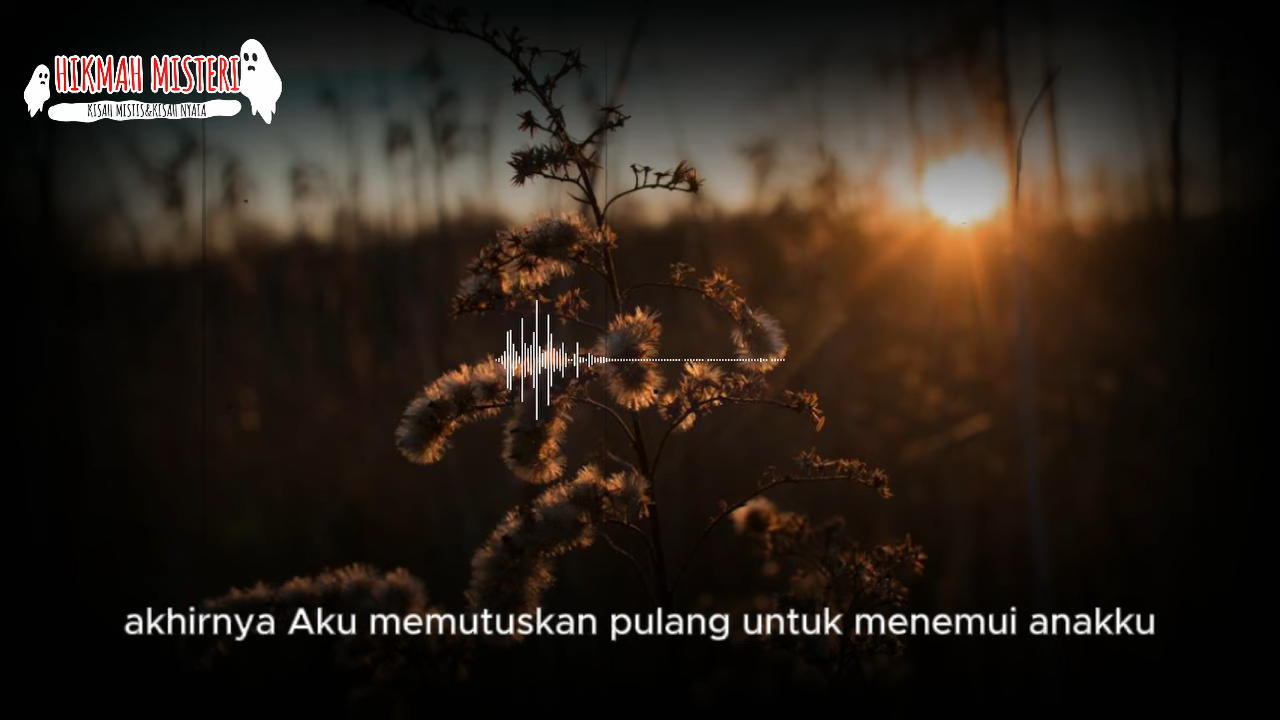 HIKMAH MISTERI
KISAH MISTIS&KISAH NYATA
akhirnya Aku memutuskan pulang untuk menemui anakku